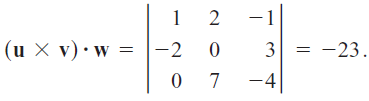 1 2 −1
(u × v) · w = −2 0 3 = −23.
0 7 −4